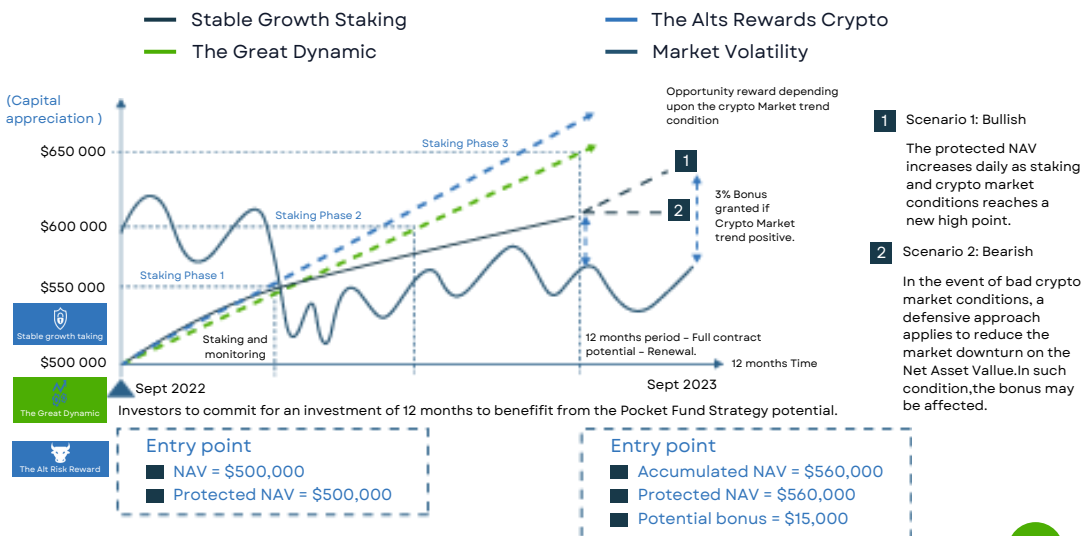 Stable Growth Staking
The Alts Rewards Crypto
The Great Dynamic
Market Volatility
(Capital
appreciation )
$650 000
$600 000
$550 000
$500 000
Staking Phase 1
Staking Phase 2
Staking Phase 3
Staking and
monitoring
Opportunity reward depending
upon the crypto Market trend
condition
1
2
3% Bonus
granted if
Crypto Market
trend positive.
12 months period – Full contract
potential – Renewal.
12 months Time
Sept 2022
Sept 2023
Stable growth taking
The Great Dynamic
The Alt Risk Reward
Investors to commit for an investment of 12 months to benefifit from the Pocket Fund Strategy potential.
Entry point
NAV = $500,000
Protected NAV = $500,000
Entry point
Accumulated NAV = $560,000
Protected NAV = $560,000
Potential bonus = $15,000
1 Scenario 1: Bullish
The protected NAV
increases daily as staking
and crypto market
conditions reaches a
new high point.
2 Scenario 2: Bearish
In the event of bad crypto
market conditions, a
defensive approach
applies to reduce the
market downturn on the
Net Asset Vallue.In such
condition,the bonus may
be affected.